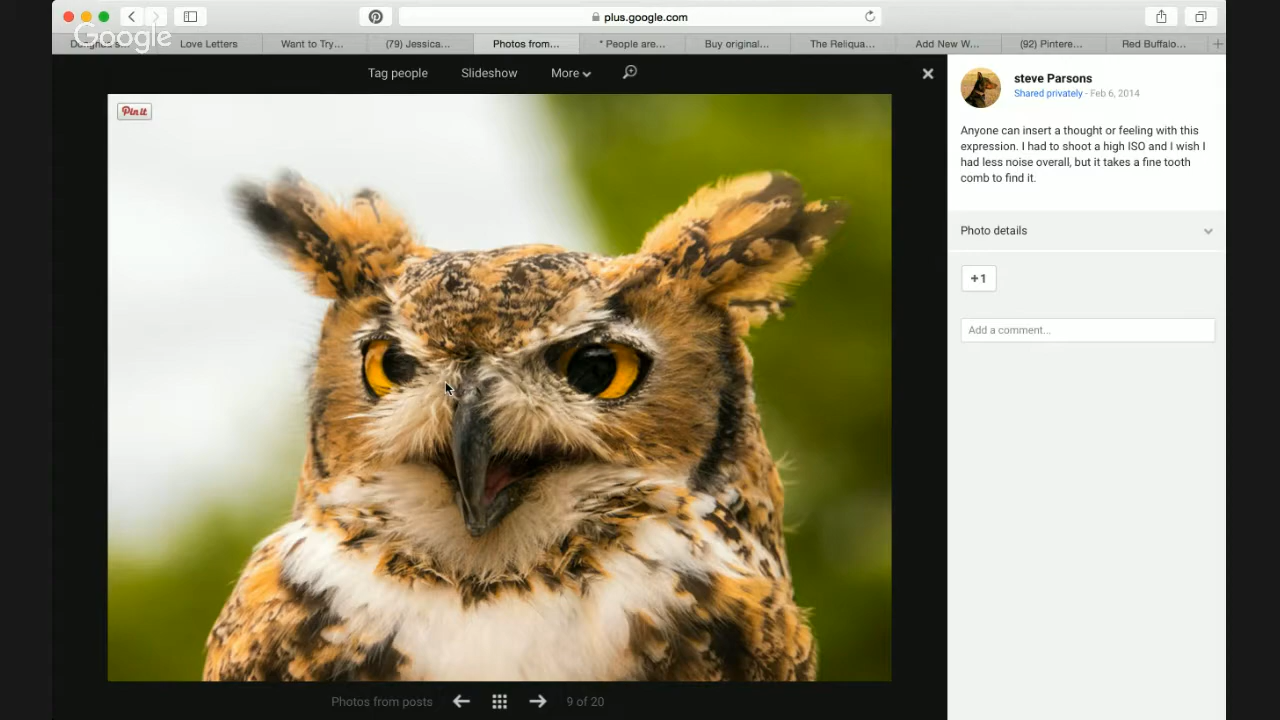 plus.google.com
Google
Love Letters
Want to Try...
(79) Jessica...
Photos from...
* People are...
Buy original...
The Reliqua...
Add New W...
(92) Pintere...
Red Buffalo...
Tag people
Slideshow
More
Pin it
steve Parsons
Shared privately - Feb 6, 2014
Anyone can insert a thought or feeling with this
expression. I had to shoot a high ISO and I wish I
had less noise overall, but it takes a fine tooth
comb to find it.
Photo details
+1
Add a comment...
Photos from posts
9 of 20